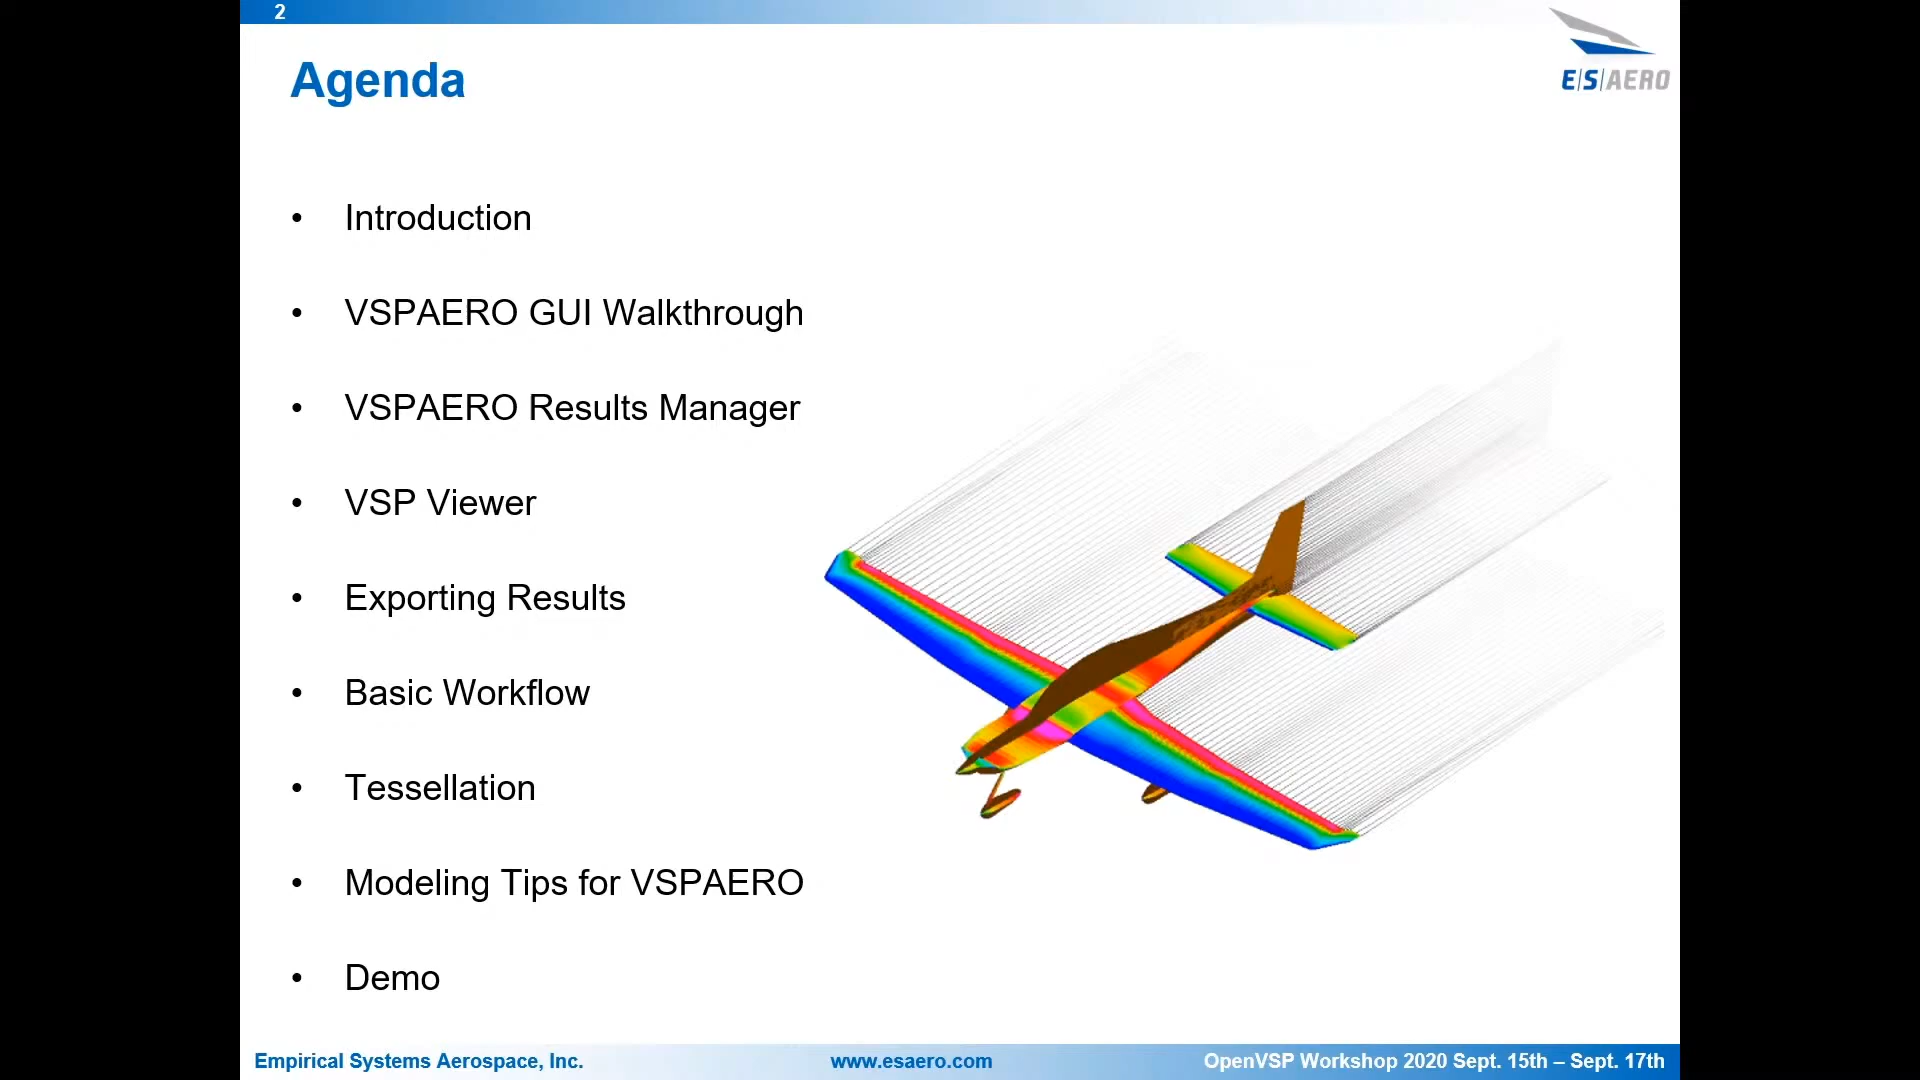 2
E|S|AERO
Agenda
• Introduction
• VSPAERO GUI Walkthrough
• VSPAERO Results Manager
• VSP Viewer
• Exporting Results
• Basic Workflow
• Tessellation
• Modeling Tips for VSPAERO
• Demo
Empirical Systems Aerospace, Inc.
www.esaero.com
OpenVSP Workshop 2020 Sept. 15th – Sept. 17th